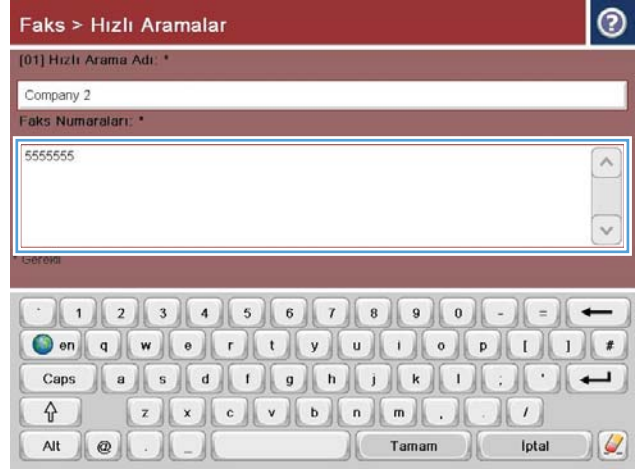 Faks > Hızlı Aramalar
[01] Hızlı Arama Adı: *
Company 2
Faks Numaraları: *
5555555
* Gerekli
` 1 2 3 4 5 6 7 8 9 0 - =
en q w e r t y u i o p [ ] #
Caps a s d f g h j k l ; '
z x c v b n m , . /
Alt @ . _ Tamam İptal